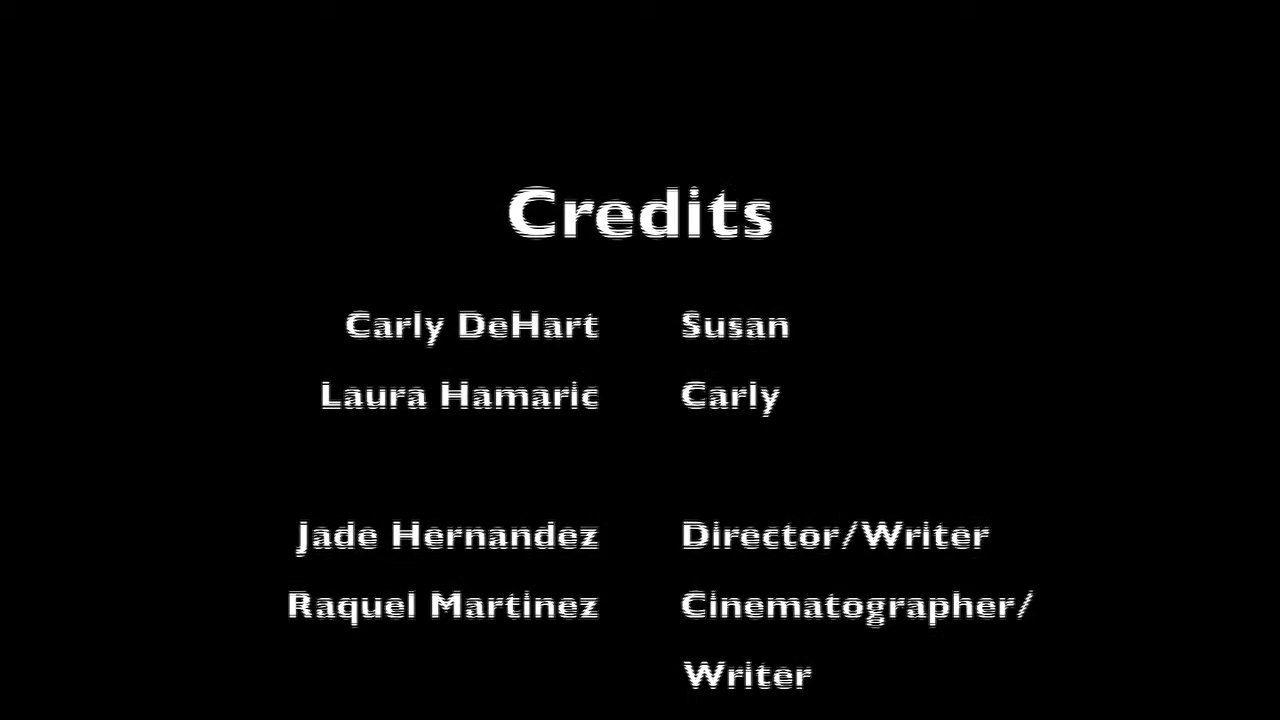 Credits
Carly DeHart Susan
Laura Hamaric Carly
Jade Hernandez Director/Writer
Raquel Martinez Cinematographer/
Writer